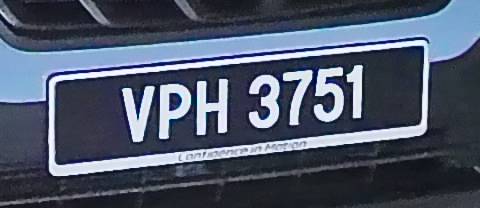 VPH 3751
Confidence in Motion